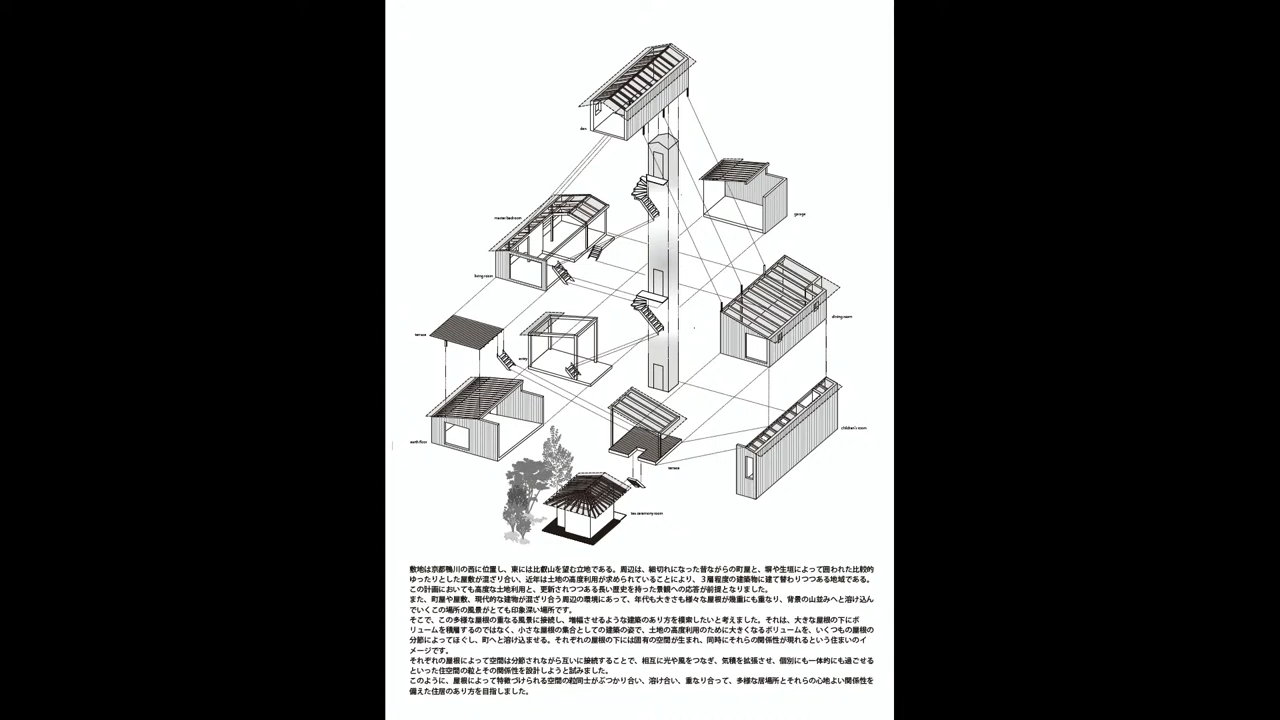 den
garage
master bedroom
living room
dining room
terrace
entry
children's room
earth floor
terrace
tea ceremony room
敷地は京都鴨川の西に位置し、東には比叡山を望む立地である。周辺は、細切れになった昔ながらの町屋と、塀や生垣によって囲われた比較的
ゆったりとした屋敷が混ざり合い、近年は土地の高度利用が求められていることにより、３層程度の建築物に建て替わりつつある地域である。
この計画においても高度な土地利用と、更新されつつある長い歴史を持った景観への応答が前提となりました。
また、町屋や屋敷、現代的な建物が混ざり合う周辺の環境にあって、年代も大きさも様々な屋根が幾重にも重なり、背景の山並みへと溶け込ん
でいくこの場所の風景がとても印象深い場所です。
そこで、この多様な屋根の重なる風景に接続し、増幅させるような建築のあり方を模索したいと考えました。それは、大きな屋根の下にボ
リュームを積層するのではなく、小さな屋根の集合としての建築の姿で、土地の高度利用のために大きくなるボリュームを、いくつもの屋根の
分節によってほぐし、町へと溶け込ませる。それぞれの屋根の下には固有の空間が生まれ、同時にそれらの関係性が現れるという住まいのイ
メージです。
それぞれの屋根によって空間は分節されながら互いに接続することで、相互に光や風をつなぎ、気積を拡張させ、個別にも一体的にも過ごせる
といった住空間の粒とその関係性を設計しようと試みました。
このように、屋根によって特徴づけられる空間の粒同士がぶつかり合い、溶け合い、重なり合って、多様な居場所とそれらの心地よい関係性を
備えた住居のあり方を目指しました。